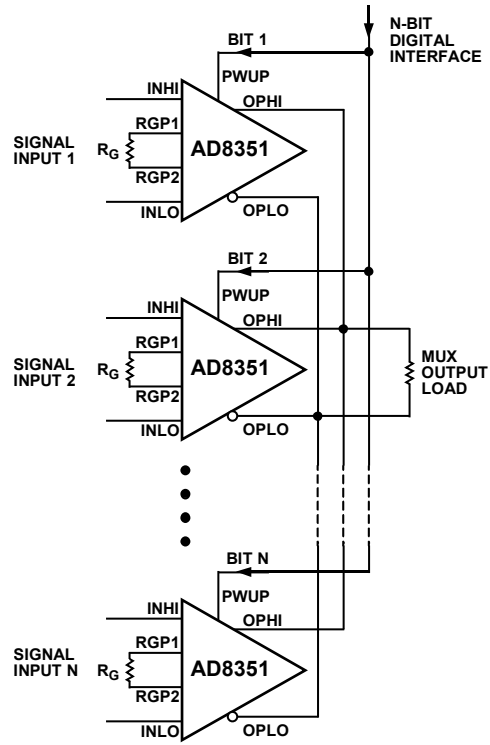 N-BIT
DIGITAL
INTERFACE
BIT 1
PWUP
INHI
OPHI
RGP1
SIGNAL
INPUT 1
RG
AD8351
RGP2
INLO
OPLO
BIT 2
PWUP
INHI
OPHI
RGP1
SIGNAL
INPUT 2
RG
AD8351
RGP2
INLO
OPLO
MUX
OUTPUT
LOAD
BIT N
PWUP
INHI
OPHI
RGP1
SIGNAL
INPUT N
RG
AD8351
RGP2
INLO
OPLO